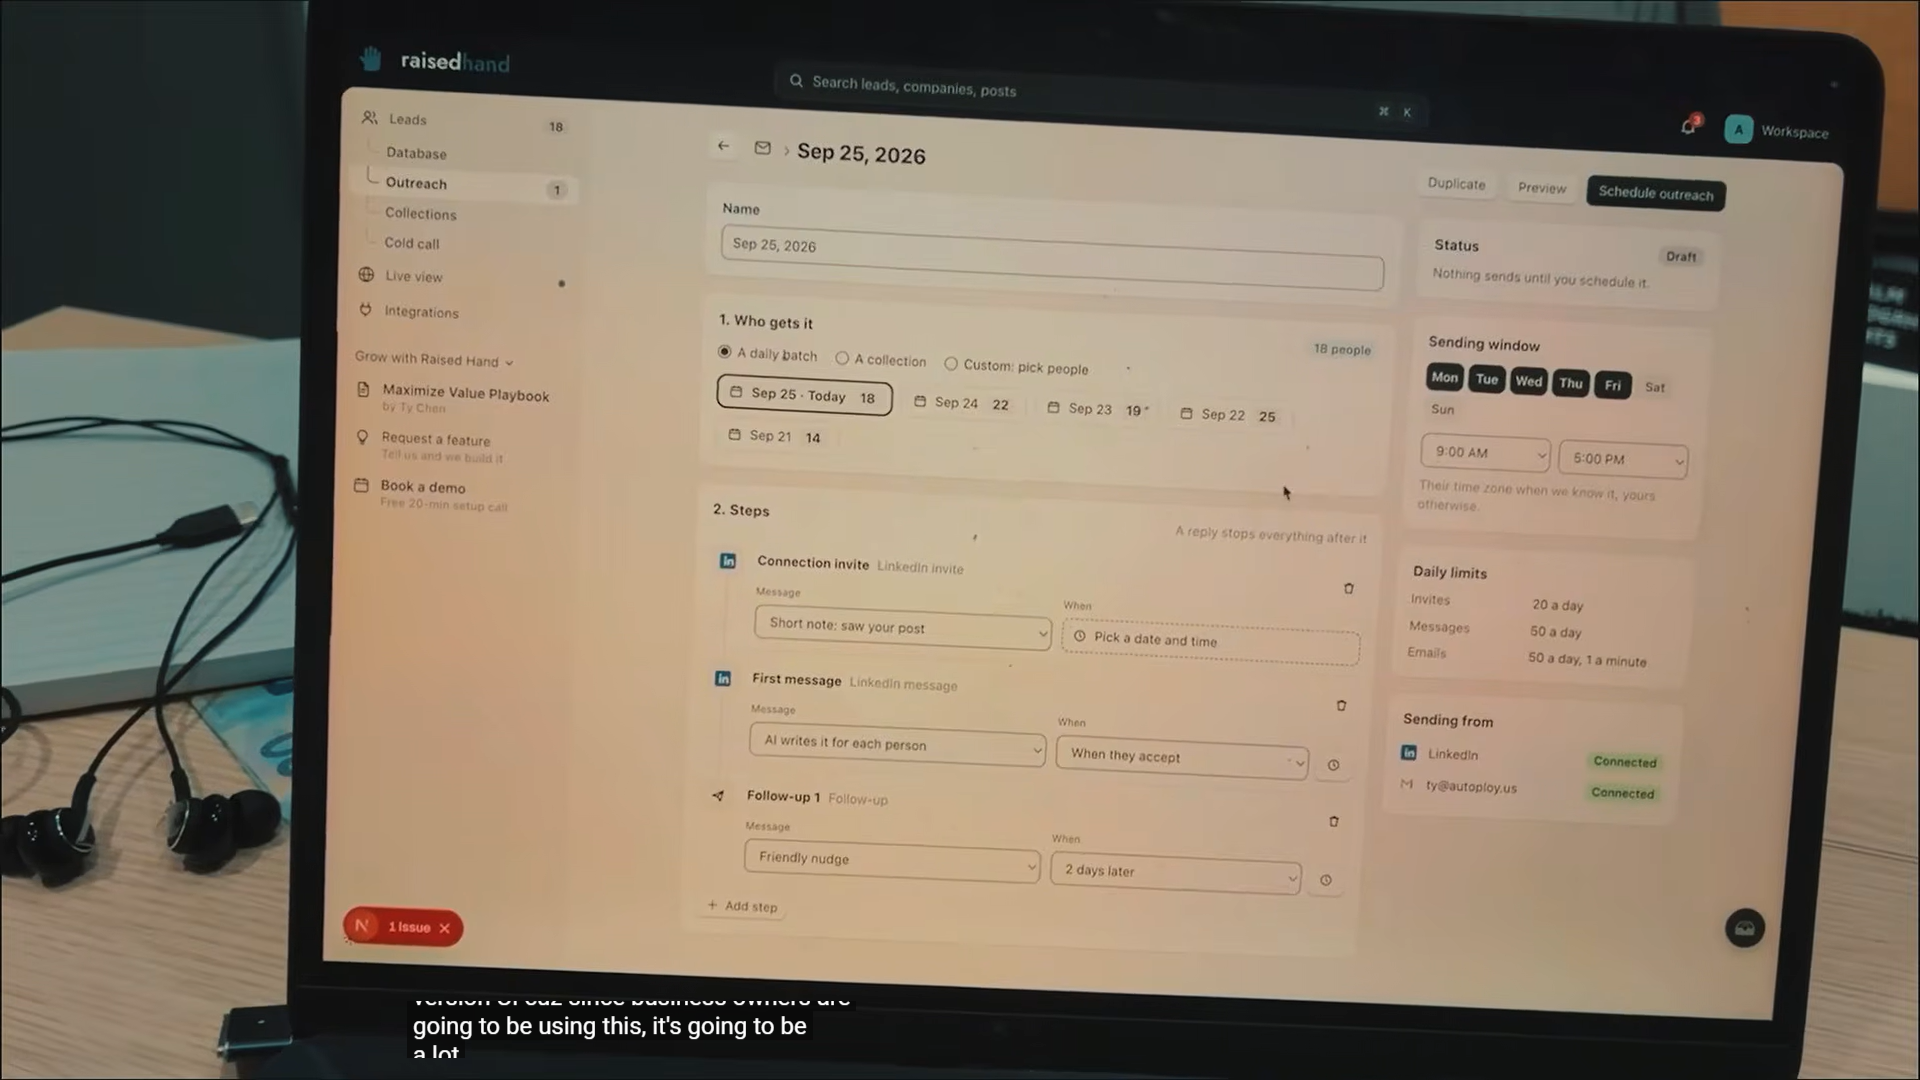 raisedhand
Search leads, companies, posts
⌘ K
3
A Workspace
Leads 18
Database
Outreach 1
Collections
Cold call
Live view
Integrations
Grow with Raised Hand
Maximize Value Playbook
by Ty Chen
Request a feature
Tell us and we build it
Book a demo
Free 20-min setup call
N 1 Issue
Sep 25, 2026
Duplicate
Preview
Schedule outreach
Name
Sep 25, 2026
1. Who gets it
18 people
A daily batch
A collection
Custom: pick people
Sep 25 · Today 18
Sep 24 22
Sep 23 19
Sep 22 25
Sep 21 14
2. Steps
A reply stops everything after it
in Connection invite LinkedIn invite
Message
Short note: saw your post
When
Pick a date and time
in First message LinkedIn message
Message
AI writes it for each person
When
When they accept
Follow-up 1 Follow-up
Message
Friendly nudge
When
2 days later
+ Add step
Status
Draft
Nothing sends until you schedule it.
Sending window
Mon Tue Wed Thu Fri Sat
Sun
9:00 AM
5:00 PM
Their time zone when we know it, yours
otherwise.
Daily limits
Invites 20 a day
Messages 50 a day
Emails 50 a day, 1 a minute
Sending from
in LinkedIn Connected
ty@autoploy.us Connected
since business owners are
going to be using this, it's going to be
a lot